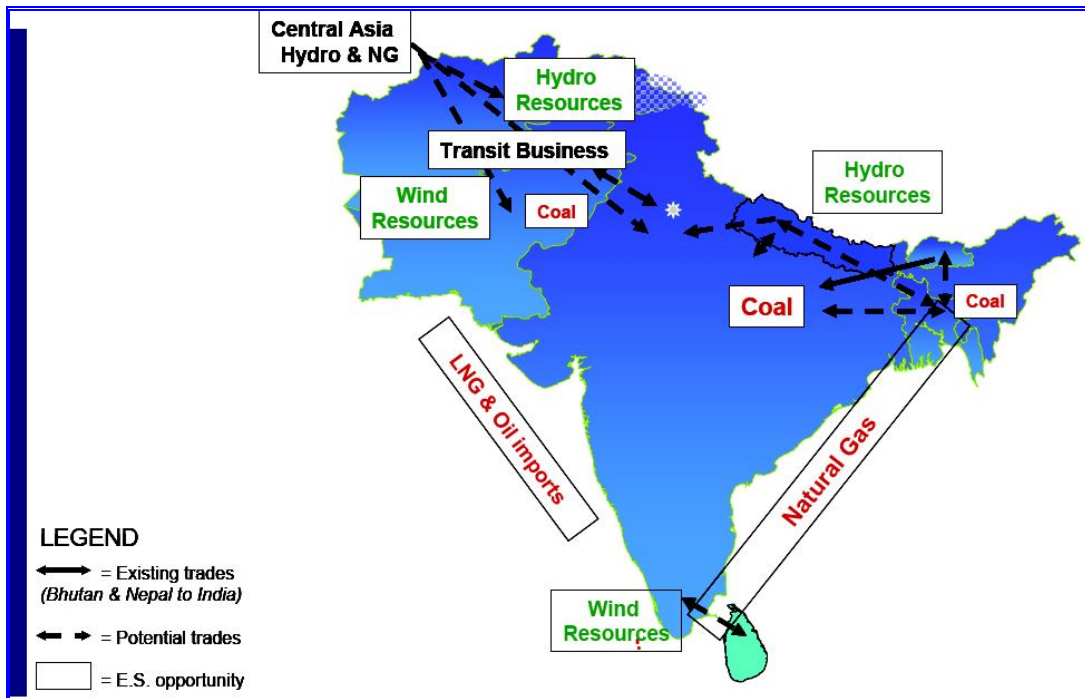 Central Asia
Hydro & NG
Hydro
Resources
Transit Business
Hydro
Resources
Wind
Resources
Coal
Coal
Coal
LNG & Oil imports
Natural Gas
Wind
Resources
LEGEND
= Existing trades
(Bhutan & Nepal to India)
= Potential trades
= E.S. opportunity